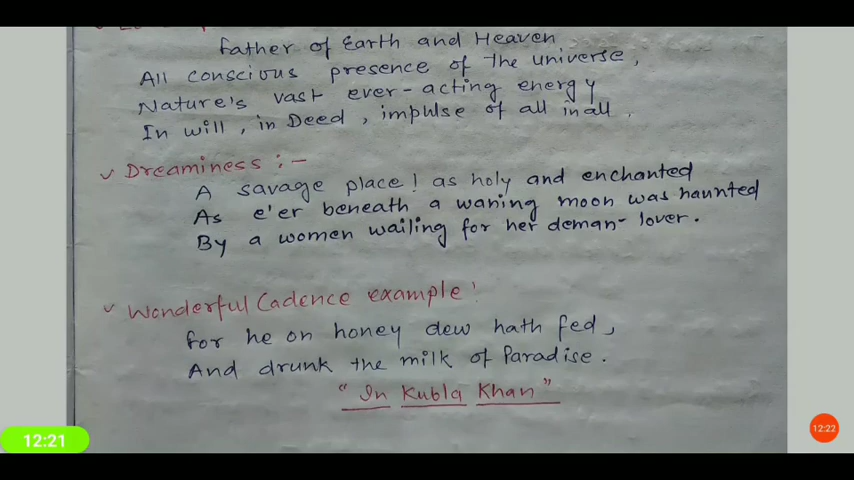 Father of Earth and Heaven
All conscious presence of the universe,
Nature's vast ever-acting energy
In will, in Deed, impulse of all in all.
✓ Dreaminess :-
A savage place! as holy and enchanted
As e'er beneath a waning moon was haunted
By a women wailing for her deman-lover.
✓ Wonderful Cadence example!
For he on honey dew hath fed,
And drunk the milk of Paradise.
"In Kubla Khan"
12:21
12:22